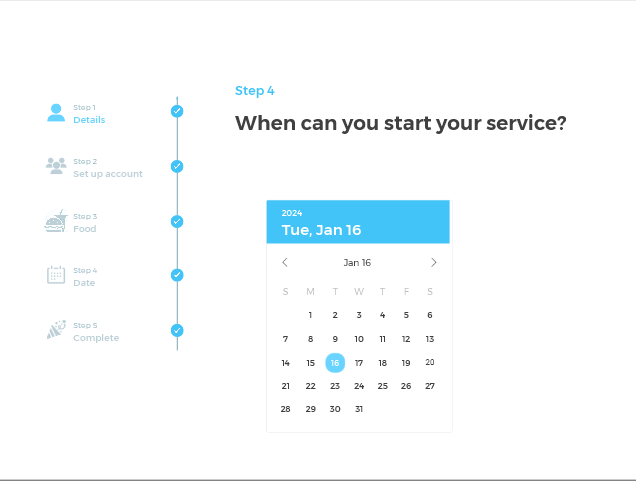 Step 4
When can you start your service?
Step 1
Details
Step 2
Set up account
Step 3
Food
Step 4
Date
Step 5
Complete
2024
Tue, Jan 16
Jan 16
S M T W T F S
1 2 3 4 5 6
7 8 9 10 11 12 13
14 15 16 17 18 19 20
21 22 23 24 25 26 27
28 29 30 31